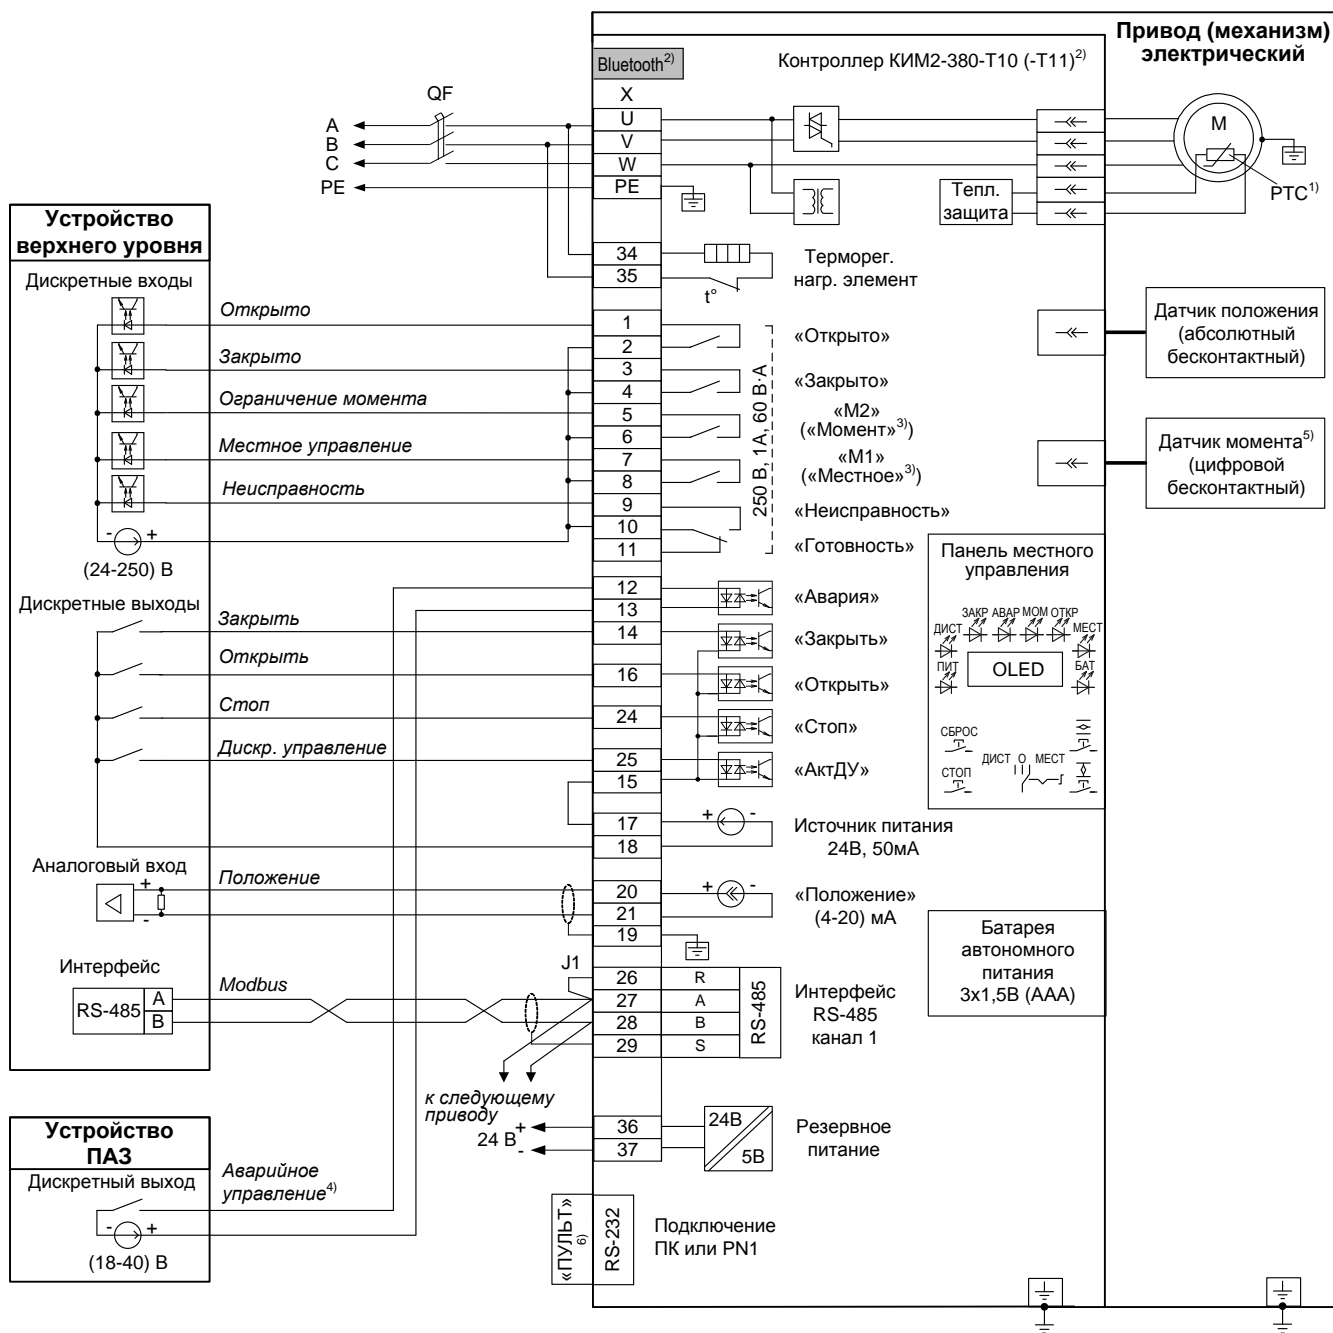 Привод (механизм)
электрический
Bluetooth2)
Контроллер КИМ2-380-Т10 (-Т11)2)
QF
X
A
B
C
PE
U
V
W
PE
M
PTC1)
Тепл.
защита
34
35
t°
Терморег.
нагр. элемент
Устройство
верхнего уровня
Дискретные входы
Открыто
Закрыто
Ограничение момента
Местное управление
Неисправность
- +
(24-250) В
1
2
3
4
5
6
7
8
9
10
11
250 В, 1А, 60 В·А
«Открыто»
«Закрыто»
«М2»
(«Момент»3))
«М1»
(«Местное»3))
«Неисправность»
«Готовность»
Датчик положения
(абсолютный
бесконтактный)
Датчик момента5)
(цифровой
бесконтактный)
Дискретные выходы
Закрыть
Открыть
Стоп
Дискр. управление
12
13
14
16
24
25
15
17
18
«Авария»
«Закрыть»
«Открыть»
«Стоп»
«АктДУ»
+ -
Источник питания
24В, 50мА
Панель местного
управления
ЗАКР АВАР МОМ ОТКР
ДИСТ МЕСТ
ПИТ OLED БАТ
СБРОС
ДИСТ О МЕСТ
СТОП
Аналоговый вход
+
-
Положение
20
21
19
+ -
«Положение»
(4-20) мА
Батарея
автономного
питания
3х1,5В (ААА)
Интерфейс
RS-485
A
B
Modbus
J1
26
27
28
29
R
A
B
S
RS-485
Интерфейс
RS-485
канал 1
к следующему
приводу
24 В
+
-
36
37
24В
5В
Резервное
питание
Устройство
ПАЗ
Дискретный выход
- +
(18-40) В
Аварийное
управление4)
«ПУЛЬТ»
6)
RS-232
Подключение
ПК или PN1